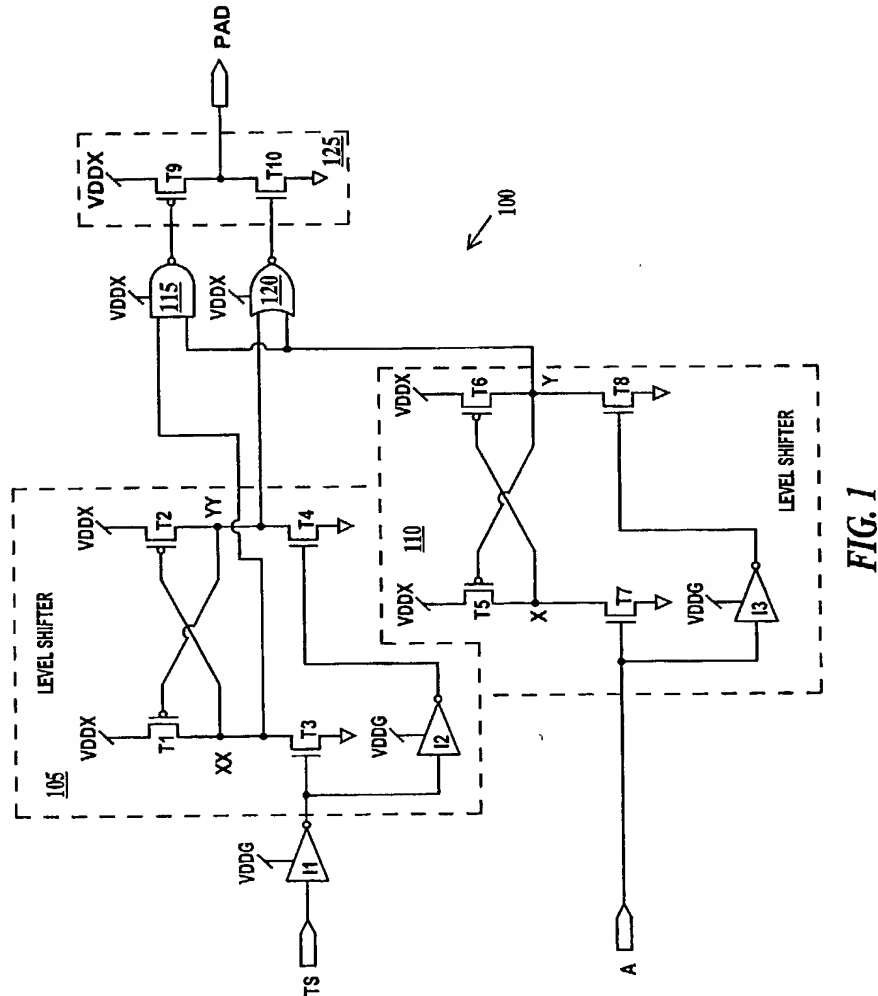 PAD
VDDX
T9
T10
125
VDDX
115
VDDX
120
100
LEVEL SHIFTER
105
VDDX
T1
VDDX
T2
XX
YY
T3
T4
VDDG
I1
VDDG
I2
TS
110
VDDX
T5
VDDX
T6
X
Y
T7
T8
VDDG
I3
LEVEL SHIFTER
A
FIG. 1